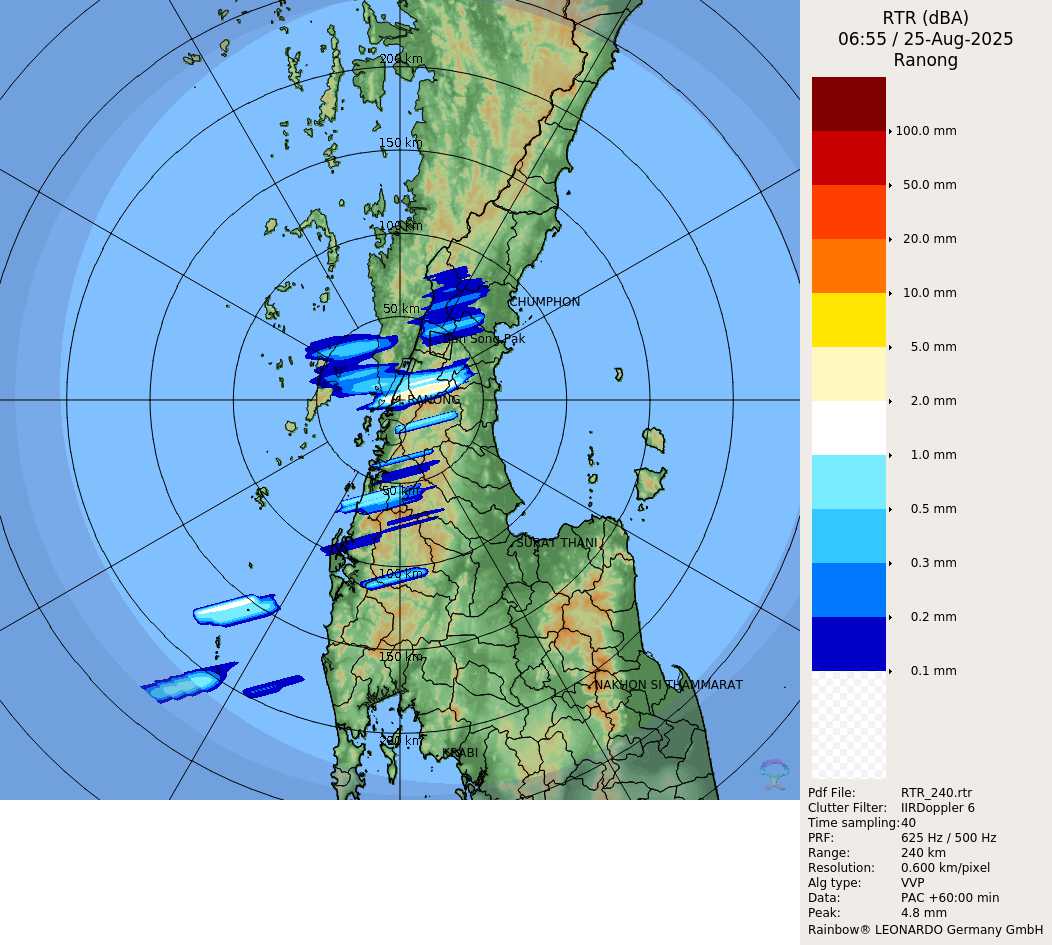 RTR (dBA)
06:55 / 25-Aug-2025
Ranong
200 km
150 km
100 km
50 km
CHUMPHON
RANONG
50 km
SURAT THANI
100 km
150 km
NAKHON SI THAMMARAT
200 km
KRABI
100.0 mm
50.0 mm
20.0 mm
10.0 mm
5.0 mm
2.0 mm
1.0 mm
0.5 mm
0.3 mm
0.2 mm
0.1 mm
Pdf File: RTR_240.rtr
Clutter Filter: IIRDoppler 6
Time sampling: 40
PRF: 625 Hz / 500 Hz
Range: 240 km
Resolution: 0.600 km/pixel
Alg type: VVP
Data: PAC +60:00 min
Peak: 4.8 mm
Rainbow® LEONARDO Germany GmbH